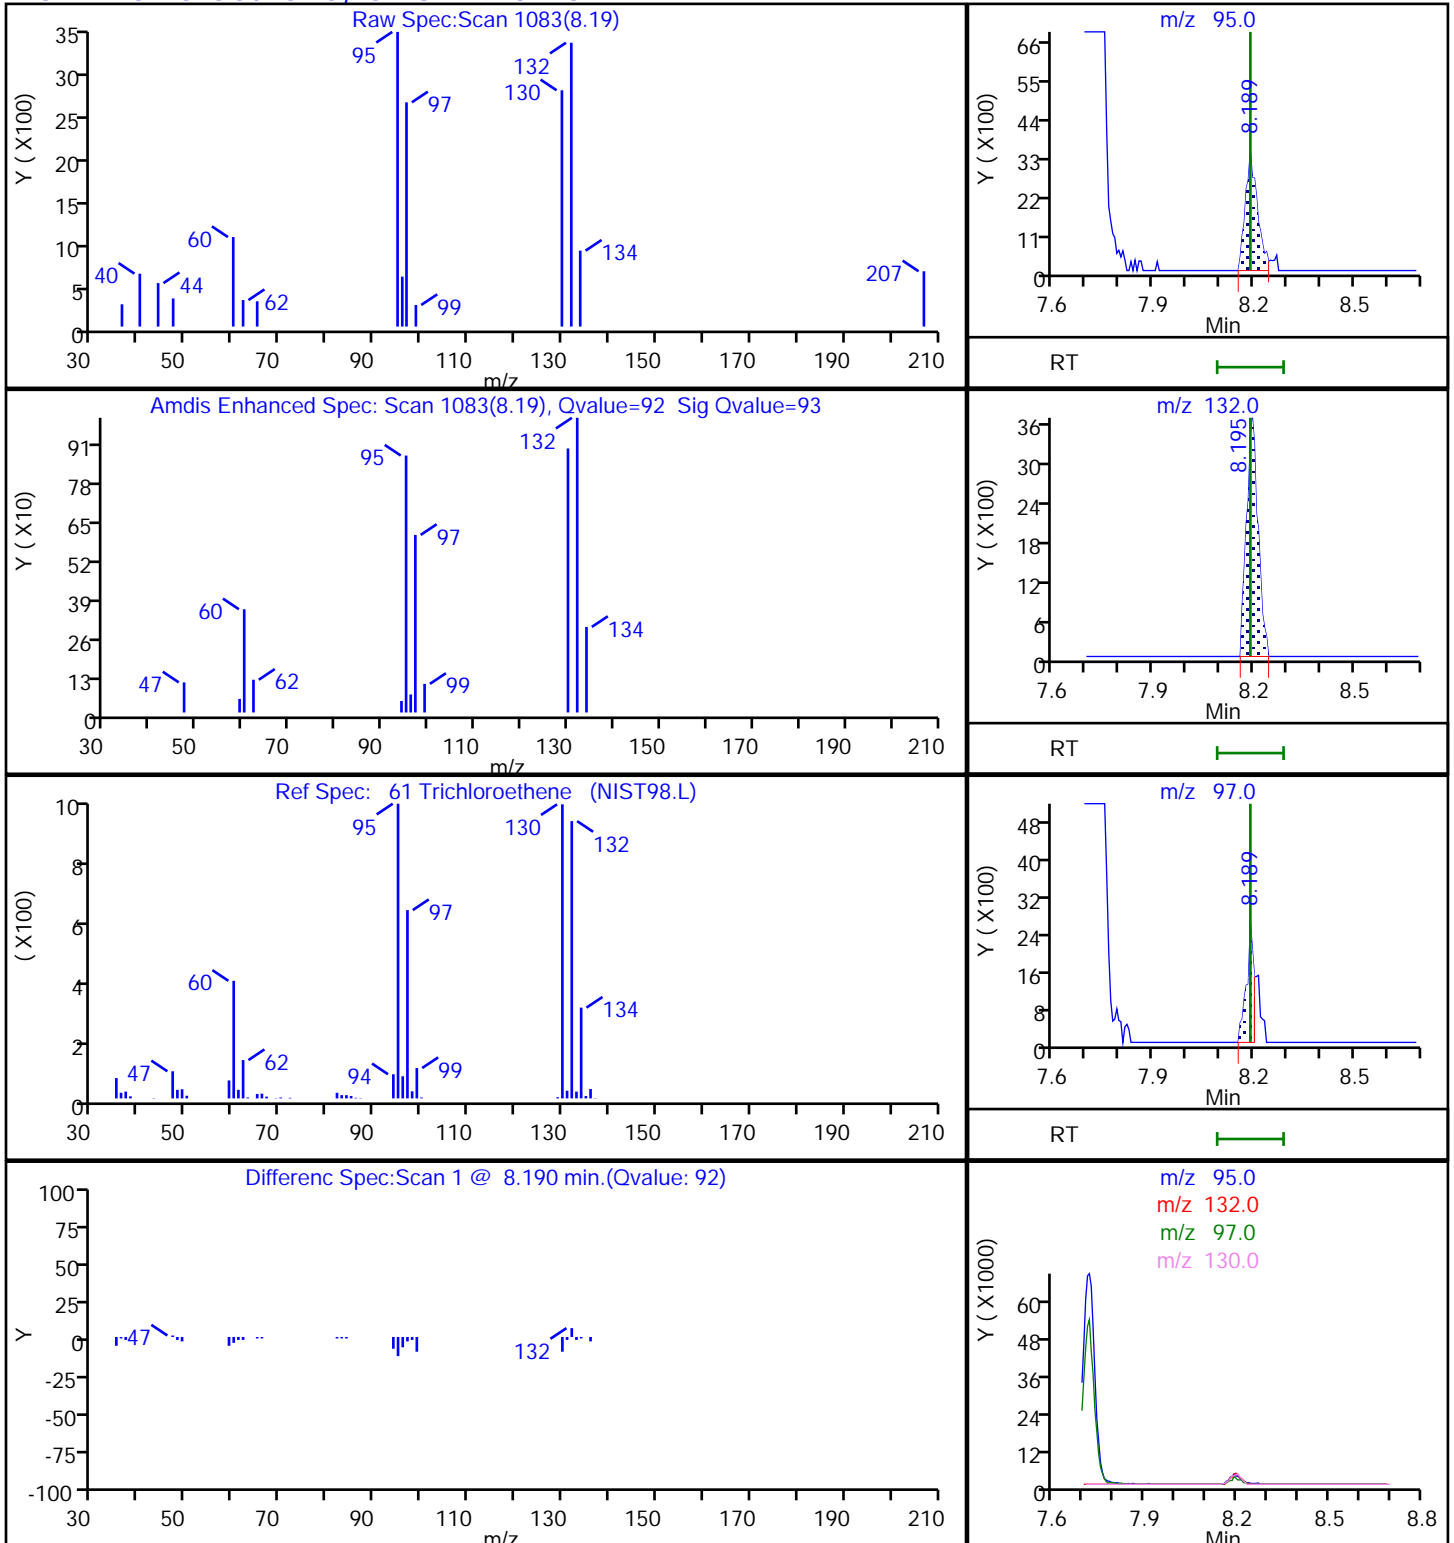 Raw Spec:Scan 1083(8.19)
Y ( X100)
35
30
25
20
15
10
5
0
95
97
132
130
134
60
40
44
62
99
207
30 50 70 90 110 130 150 170 190 210
m/z
m/z 95.0
Y ( X100)
66
55
44
33
22
11
0
8.189
7.6 7.9 8.2 8.5
Min
RT
Amdis Enhanced Spec: Scan 1083(8.19), Qvalue=92 Sig Qvalue=93
Y ( X10)
91
78
65
52
39
26
13
0
132
95
97
60
134
47
62
99
30 50 70 90 110 130 150 170 190 210
m/z
m/z 132.0
Y ( X100)
36
30
24
18
12
6
0
8.195
7.6 7.9 8.2 8.5
Min
RT
Ref Spec: 61 Trichloroethene (NIST98.L)
( X100)
10
8
6
4
2
0
95
130
132
97
60
134
47
62
94
99
30 50 70 90 110 130 150 170 190 210
m/z 97.0
Y ( X100)
48
40
32
24
16
8
0
8.189
7.6 7.9 8.2 8.5
Min
RT
Differenc Spec:Scan 1 @ 8.190 min.(Qvalue: 92)
Y
100
75
50
25
0
-25
-50
-75
-100
47
132
30 50 70 90 110 130 150 170 190 210
m/z
m/z 95.0
m/z 132.0
m/z 97.0
m/z 130.0
Y ( X1000)
60
48
36
24
12
0
7.6 7.9 8.2 8.5 8.8
Min